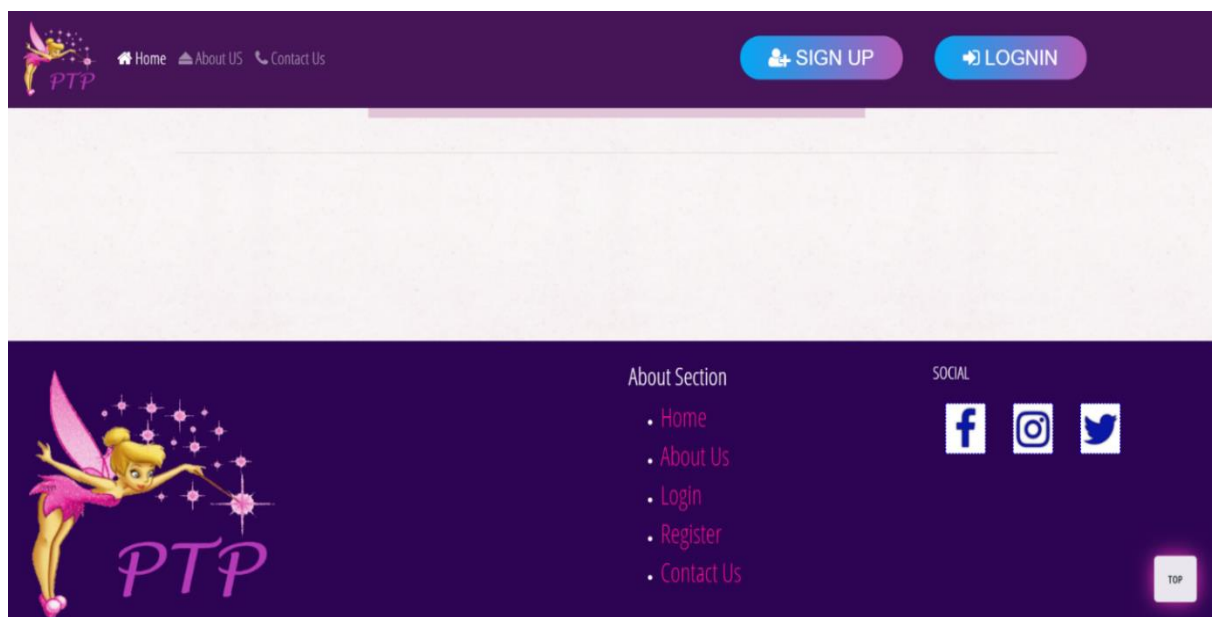 PTP
Home About US Contact Us
SIGN UP
LOGNIN
About Section
Home
About Us
Login
Register
Contact Us
SOCIAL
PTP
TOP